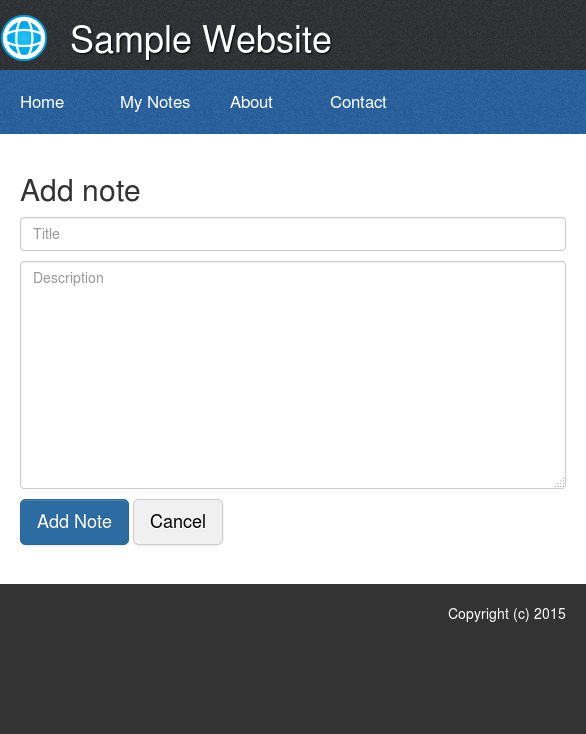 Sample Website
Home My Notes About Contact
Add note
Title
Description
Add Note Cancel
Copyright (c) 2015